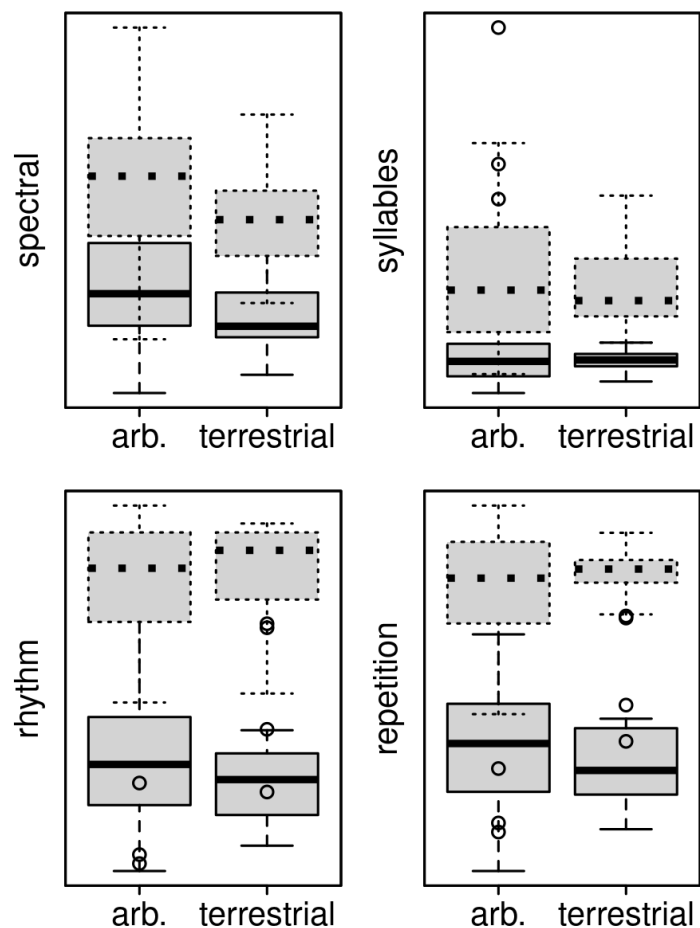 spectral
arb. terrestrial
syllables
arb. terrestrial
rhythm
arb. terrestrial
repetition
arb. terrestrial